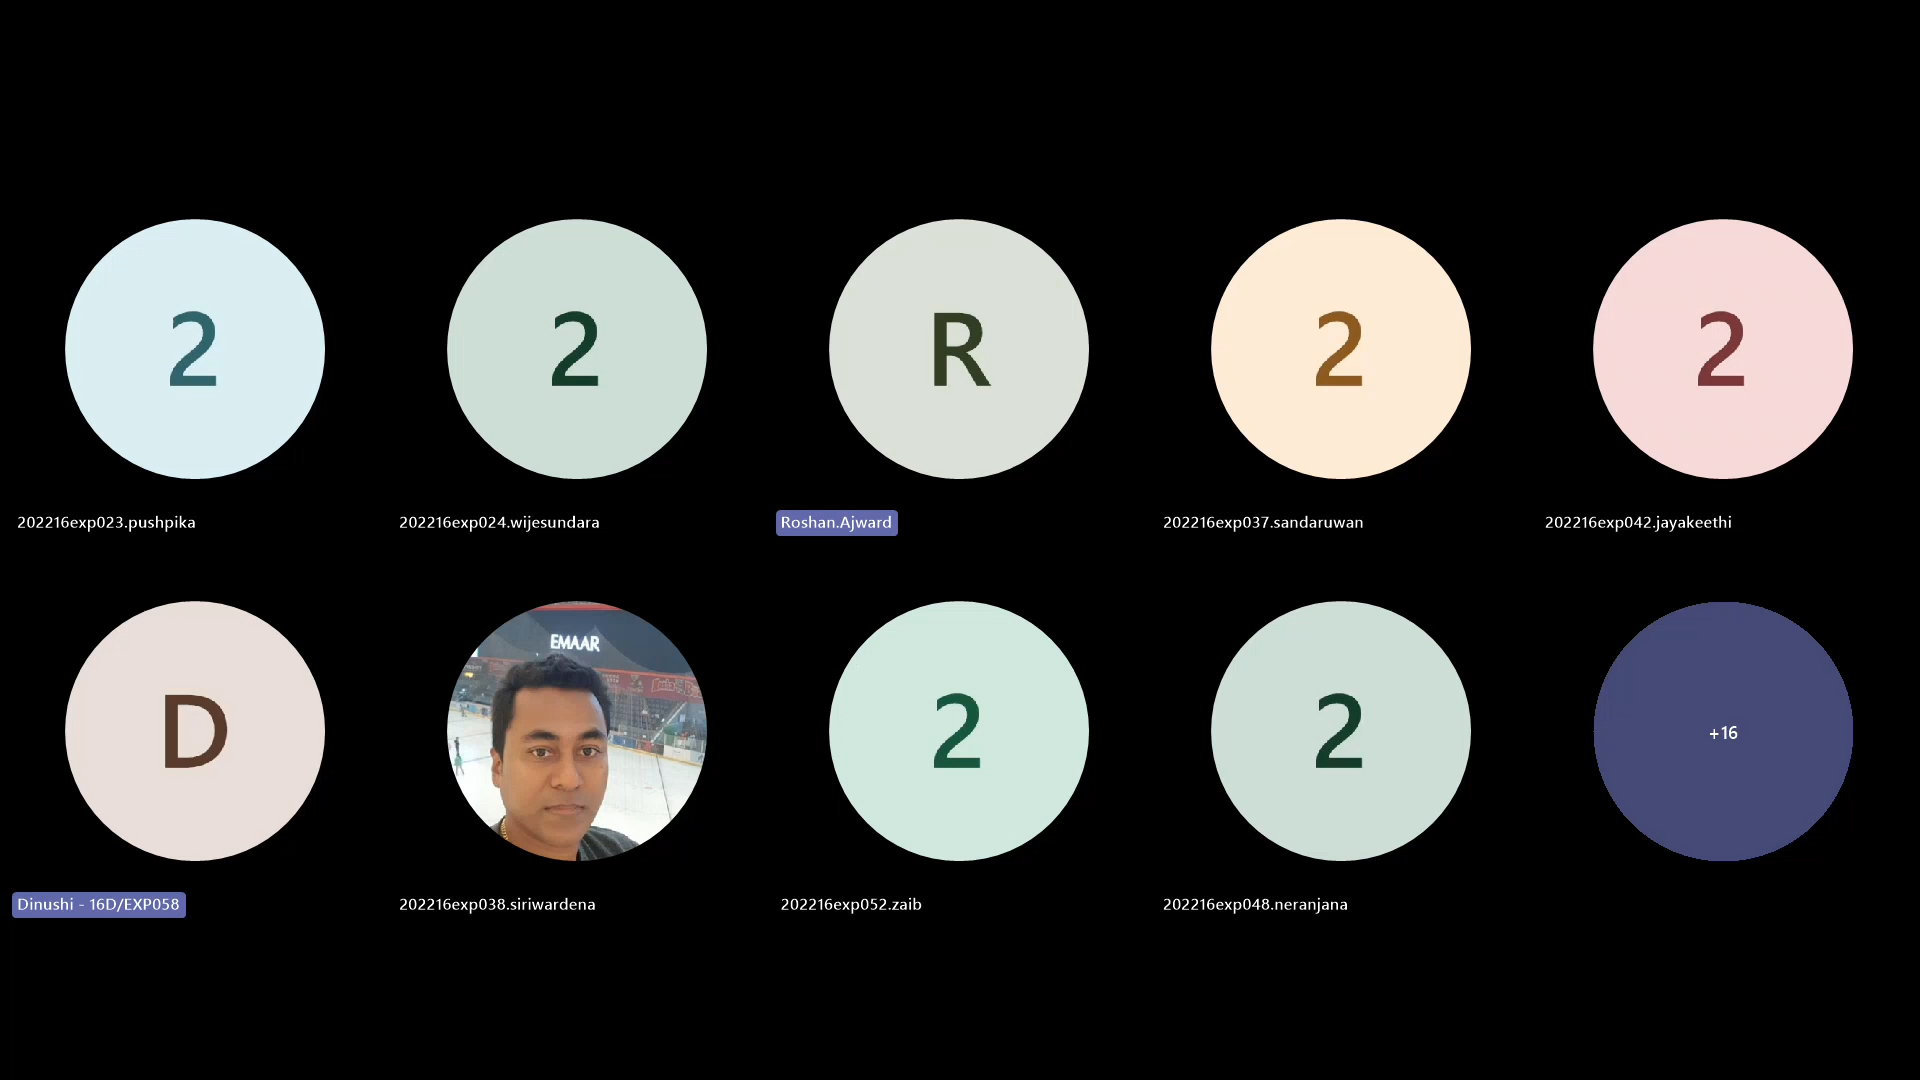 2
2
R
2
2
202216exp023.pushpika
202216exp024.wijesundara
Roshan.Ajward
202216exp037.sandaruwan
202216exp042.jayakeethi
D
EMAAR
2
2
+16
Dinushi - 16D/EXP058
202216exp038.siriwardena
202216exp052.zaib
202216exp048.neranjana